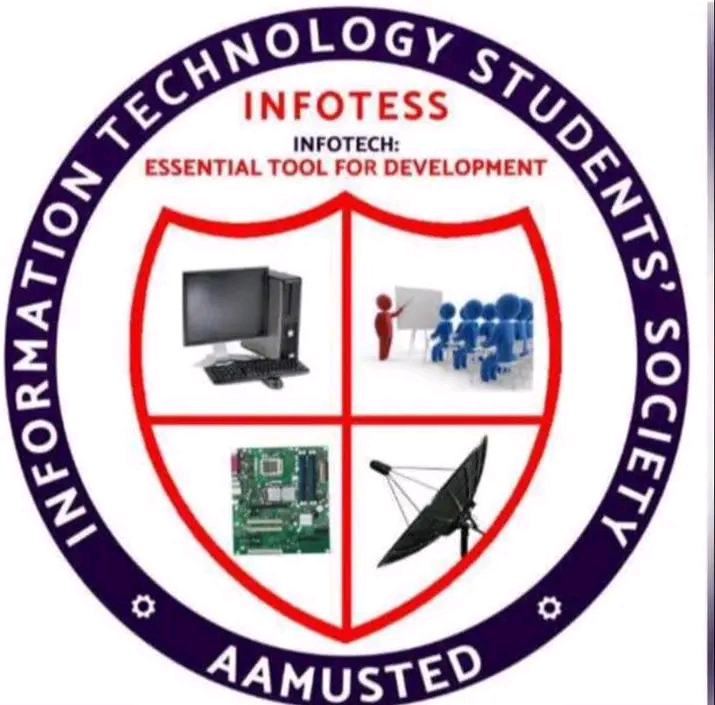 INFORMATION TECHNOLOGY STUDENTS' SOCIETY
INFOTESS
INFOTECH:
ESSENTIAL TOOL FOR DEVELOPMENT
AAMUSTED